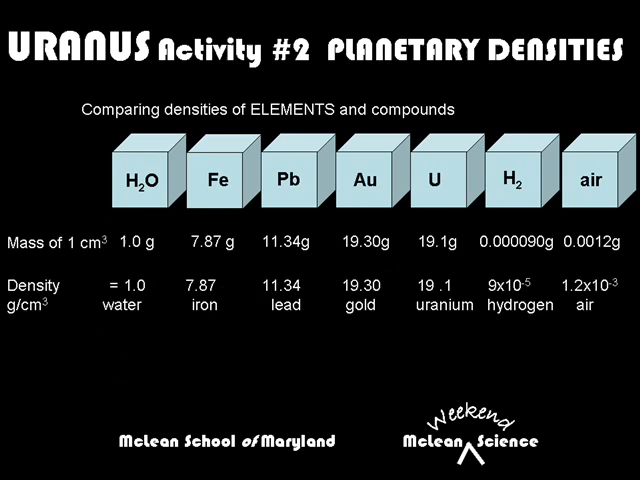 URANUS Activity #2 PLANETARY DENSITIES
Comparing densities of ELEMENTS and compounds
H₂O Fe Pb Au U H₂ air
Mass of 1 cm³ 1.0 g 7.87 g 11.34g 19.30g 19.1g 0.000090g 0.0012g
Density = 1.0 7.87 11.34 19.30 19 .1 9x10⁻⁵ 1.2x10⁻³
g/cm³ water iron lead gold uranium hydrogen air
Weekend
McLean School of Maryland McLean Science